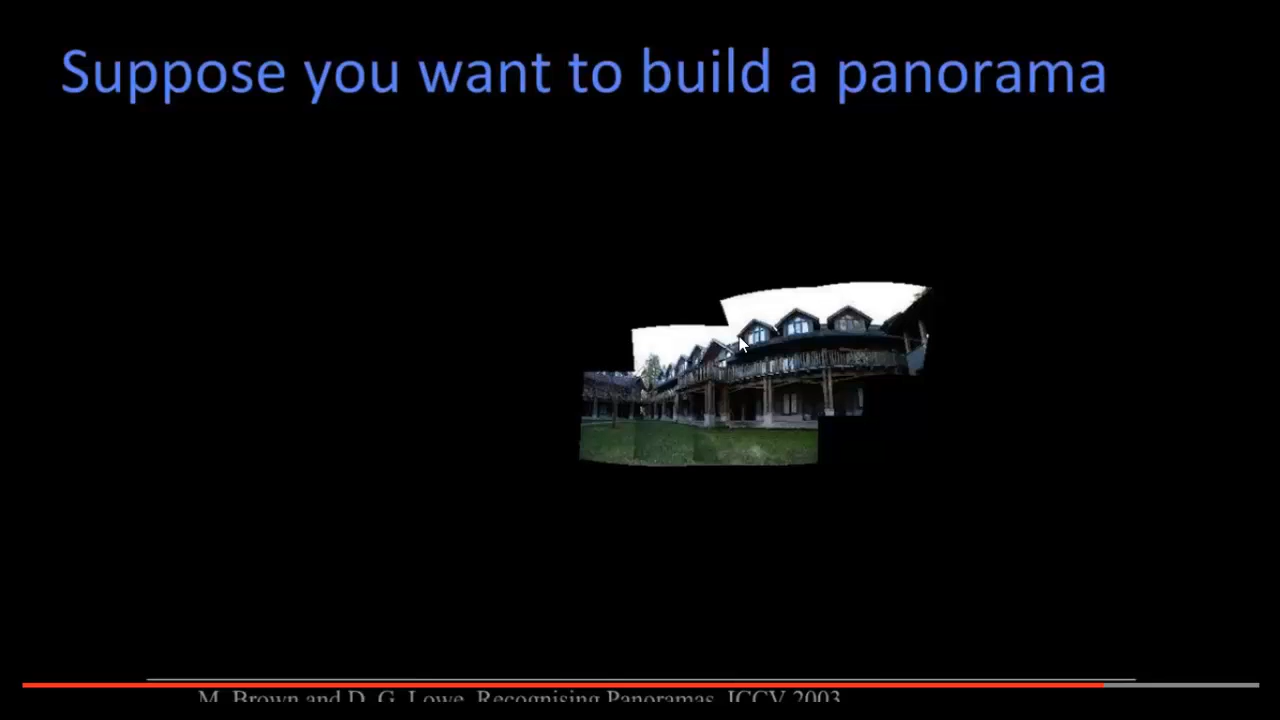 Suppose you want to build a panorama
M. Brown and D. G. Lowe. Recognising Panoramas. ICCV 2003